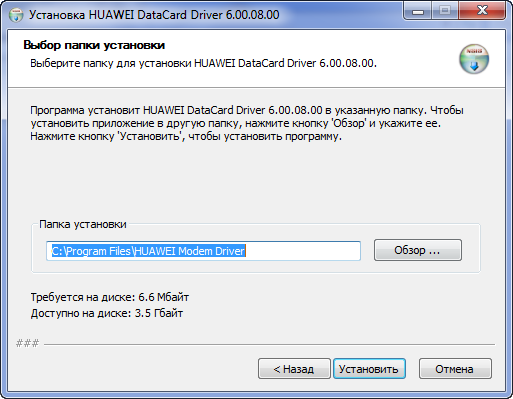 Установка HUAWEI DataCard Driver 6.00.08.00
Выбор папки установки
Выберите папку для установки HUAWEI DataCard Driver 6.00.08.00.
Программа установит HUAWEI DataCard Driver 6.00.08.00 в указанную папку. Чтобы
установить приложение в другую папку, нажмите кнопку 'Обзор' и укажите ее.
Нажмите кнопку 'Установить', чтобы установить программу.
Папка установки
C:\Program Files\HUAWEI Modem Driver
Обзор ...
Требуется на диске: 6.6 Мбайт
Доступно на диске: 3.5 Гбайт
###
< Назад
Установить
Отмена